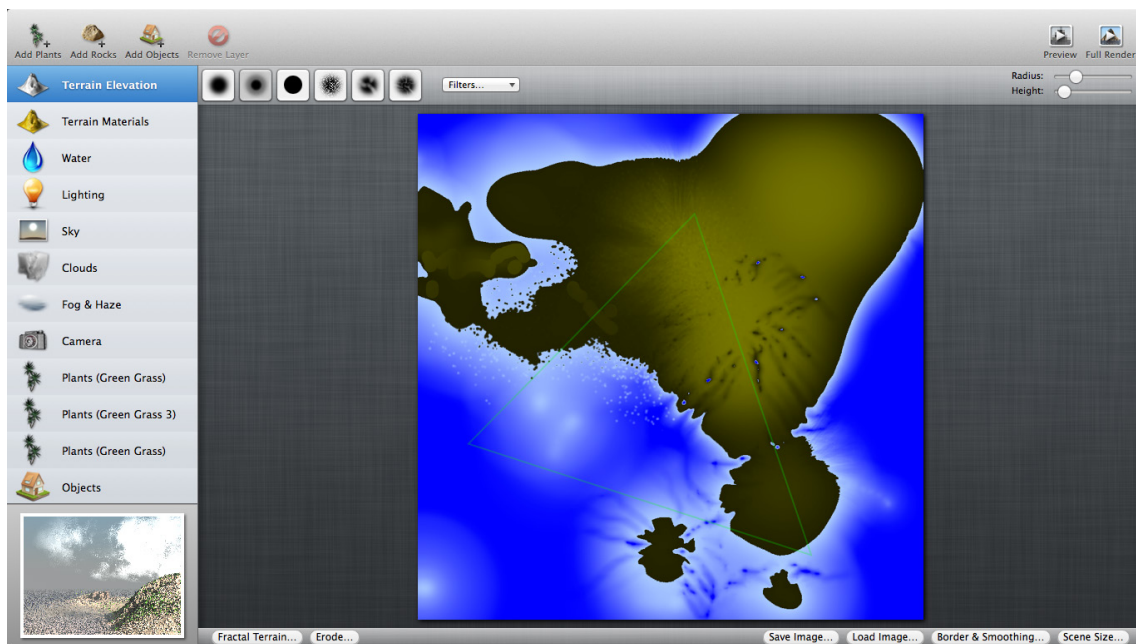 Add Plants Add Rocks Add Objects Remove Layer Preview Full Render
Terrain Elevation
Filters...
Radius:
Height:
Terrain Materials
Water
Lighting
Sky
Clouds
Fog & Haze
Camera
Plants (Green Grass)
Plants (Green Grass 3)
Plants (Green Grass)
Objects
Fractal Terrain... Erode... Save Image... Load Image... Border & Smoothing... Scene Size...